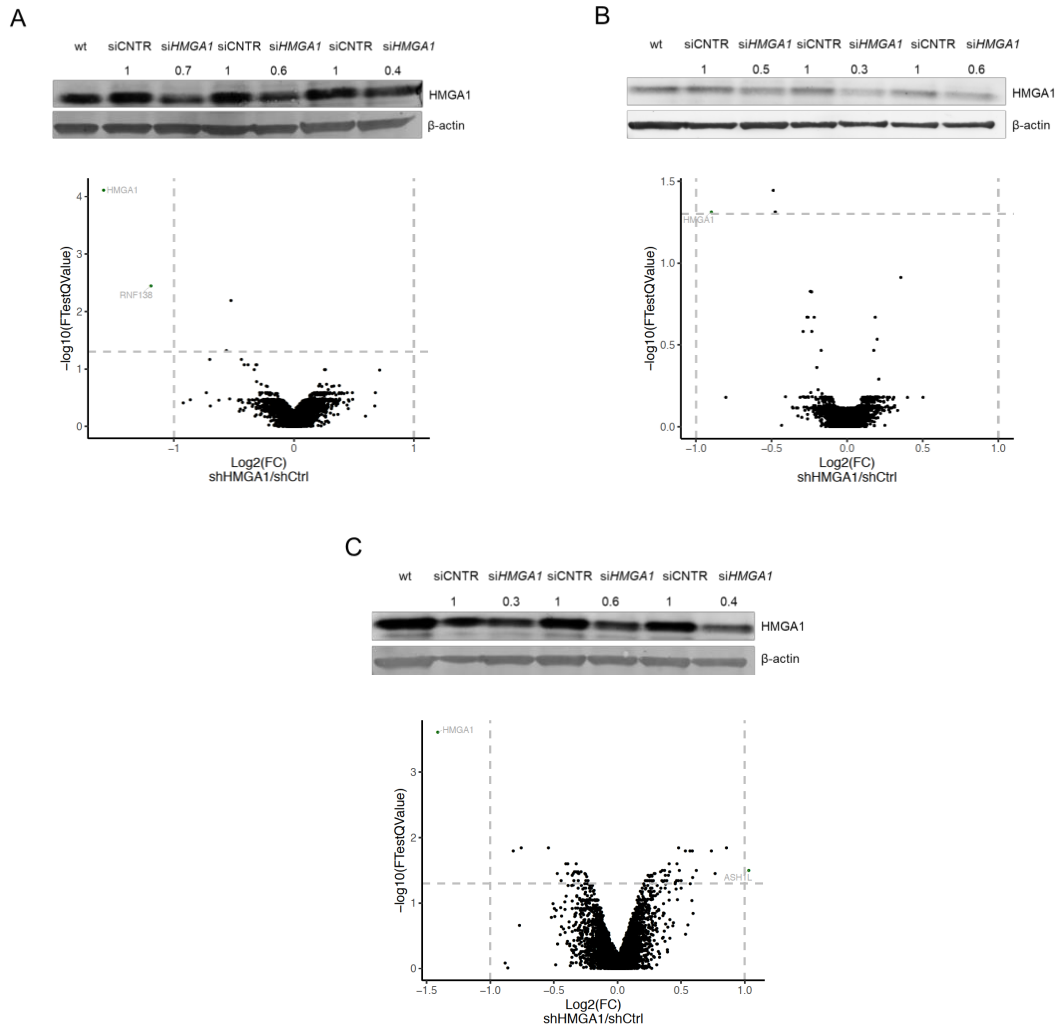 A
wt siCNTR siHMGA1 siCNTR siHMGA1 siCNTR siHMGA1
1 0.7 1 0.6 1 0.4
HMGA1
β-actin
4
3
2
1
0
HMGA1
RNF138
−log10(FTestQValue)
−1 0 1
Log2(FC)
shHMGA1/shCtrl
B
wt siCNTR siHMGA1 siCNTR siHMGA1 siCNTR siHMGA1
1 0.5 1 0.3 1 0.6
HMGA1
β-actin
1.5
1.0
0.5
0.0
HMGA1
−log10(FTestQValue)
−1.0 −0.5 0.0 0.5 1.0
Log2(FC)
shHMGA1/shCtrl
C
wt siCNTR siHMGA1 siCNTR siHMGA1 siCNTR siHMGA1
1 0.3 1 0.6 1 0.4
HMGA1
β-actin
3
2
1
0
HMGA1
ASH1L
−log10(FTestQValue)
−1.5 −1.0 −0.5 0.0 0.5 1.0
Log2(FC)
shHMGA1/shCtrl